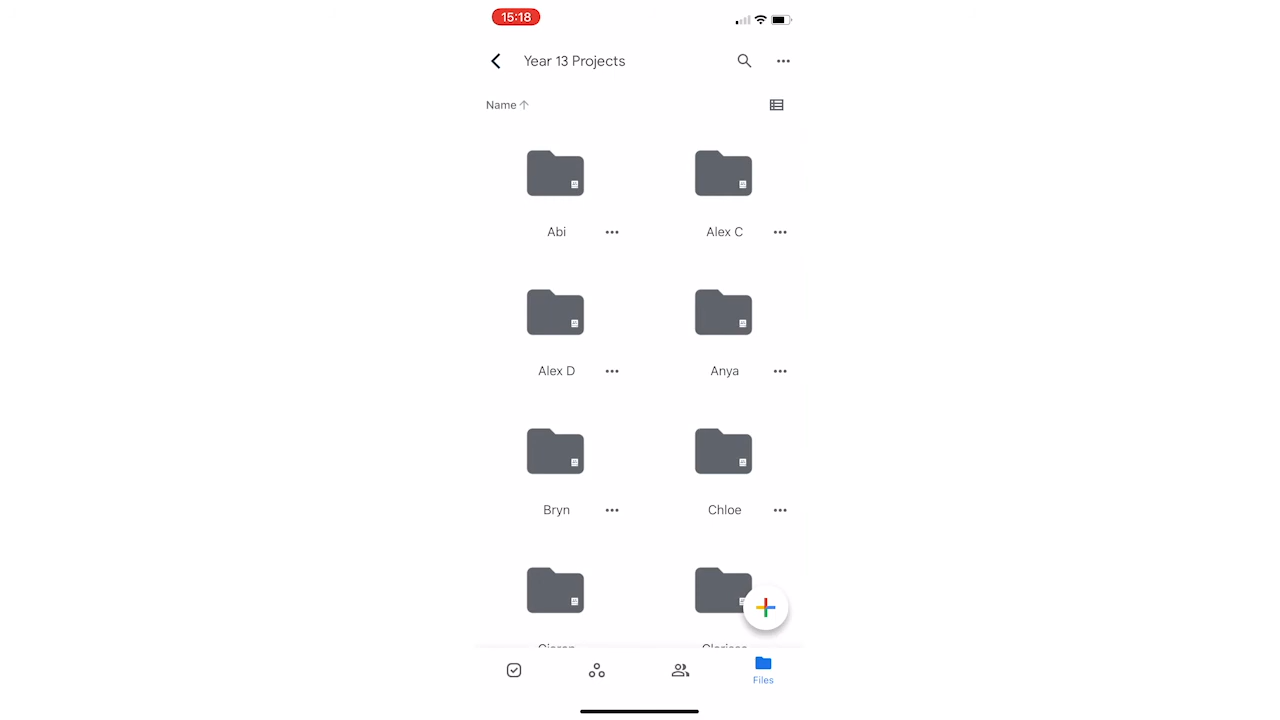 15:18
Year 13 Projects
Name
Abi
Alex C
Alex D
Anya
Bryn
Chloe
Files